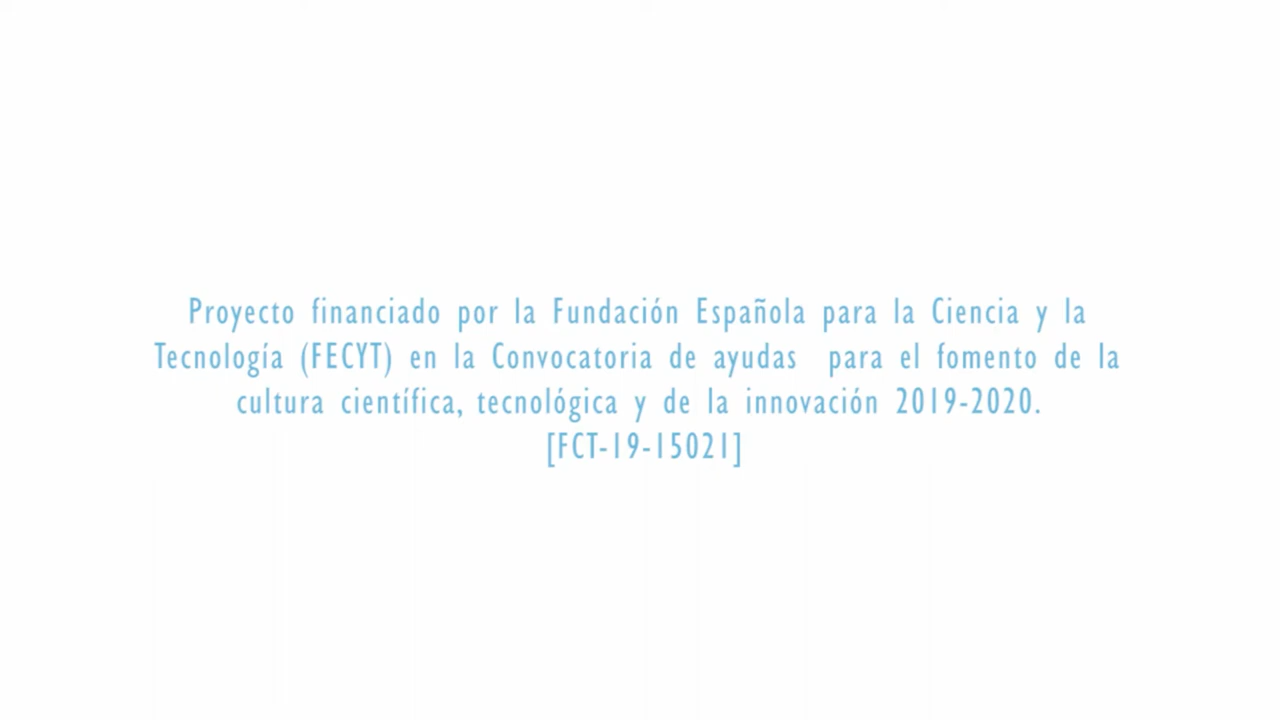 Proyecto financiado por la Fundación Española para la Ciencia y la
Tecnología (FECYT) en la Convocatoria de ayudas para el fomento de la
cultura científica, tecnológica y de la innovación 2019-2020.
[FCT-19-15021]